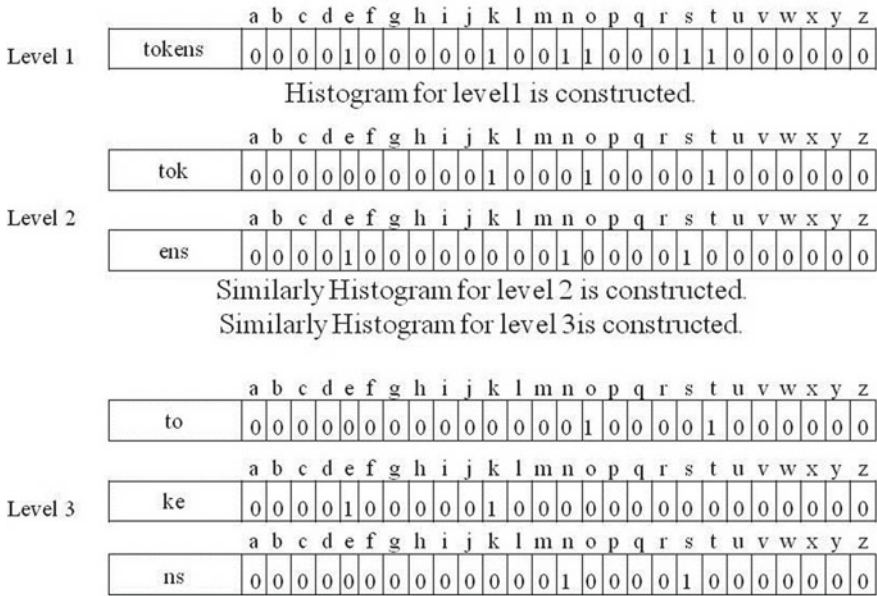 a b c d e f g h i j k l m n o p q r s t u v w x y z
Level 1 tokens 0 0 0 0 1 0 0 0 0 0 1 0 0 1 1 0 0 0 1 1 0 0 0 0 0 0
Histogram for level1 is constructed.
a b c d e f g h i j k l m n o p q r s t u v w x y z
tok 0 0 0 0 0 0 0 0 0 0 1 0 0 0 1 0 0 0 0 1 0 0 0 0 0 0
Level 2
a b c d e f g h i j k l m n o p q r s t u v w x y z
ens 0 0 0 0 1 0 0 0 0 0 0 0 0 1 0 0 0 0 1 0 0 0 0 0 0 0
Similarly Histogram for level 2 is constructed.
Similarly Histogram for level 3is constructed.
a b c d e f g h i j k l m n o p q r s t u v w x y z
to 0 0 0 0 0 0 0 0 0 0 0 0 0 0 1 0 0 0 0 1 0 0 0 0 0 0
a b c d e f g h i j k l m n o p q r s t u v w x y z
Level 3 ke 0 0 0 0 1 0 0 0 0 0 1 0 0 0 0 0 0 0 0 0 0 0 0 0 0 0
a b c d e f g h i j k l m n o p q r s t u v w x y z
ns 0 0 0 0 0 0 0 0 0 0 0 0 0 1 0 0 0 0 1 0 0 0 0 0 0 0